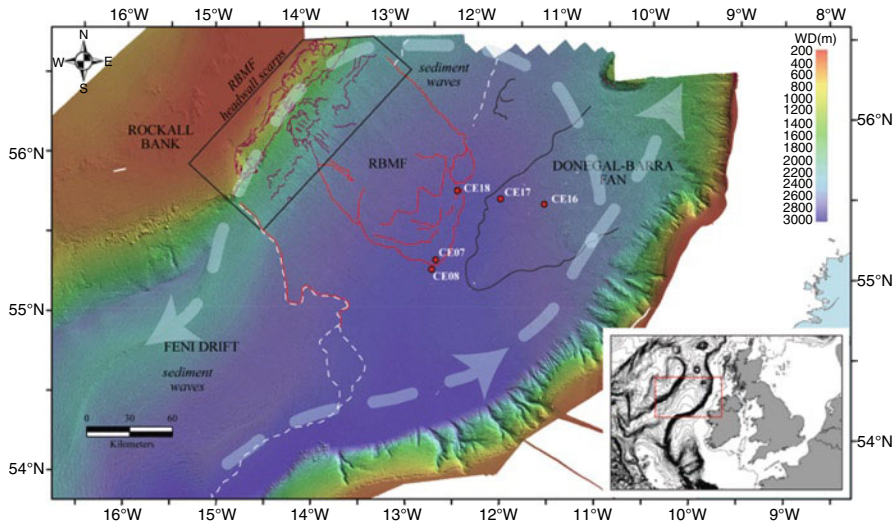 16°W 15°W 14°W 13°W 12°W 11°W 10°W 9°W 8°W
N
W E
S
WD(m)
200
400
600
800
1000
1200
1400
1600
1800
2000
2200
2400
2600
2800
3000
RBMF
headwall scarps
sediment
waves
ROCKALL
BANK
56°N
56°N
RBMF
DONEGAL-BARRA
FAN
CE18
CE17
CE16
CE07
CE08
55°N
55°N
FENI DRIFT
sediment
waves
0 30 60
Kilometers
54°N
54°N
16°W 15°W 14°W 13°W 12°W 11°W 10°W 9°W